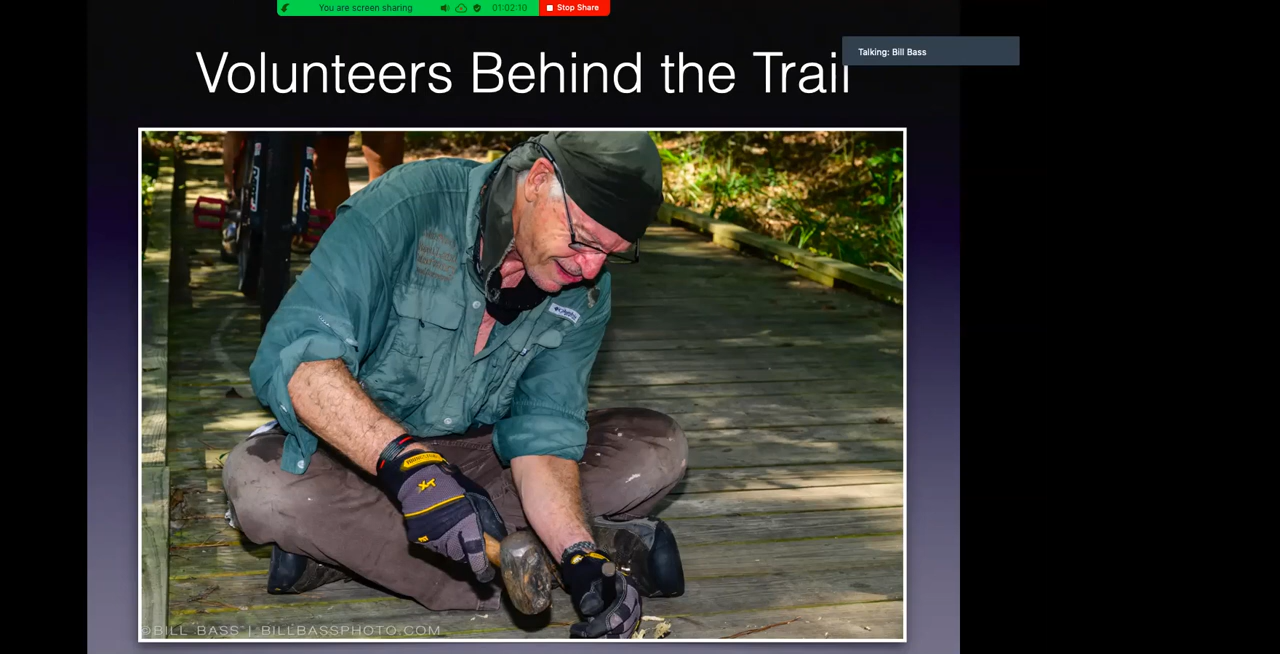 You are screen sharing
01:02:10
Stop Share
Talking: Bill Bass
Volunteers Behind the Trail
Columbia
©BILL BASS | BILLBASSPHOTO.COM